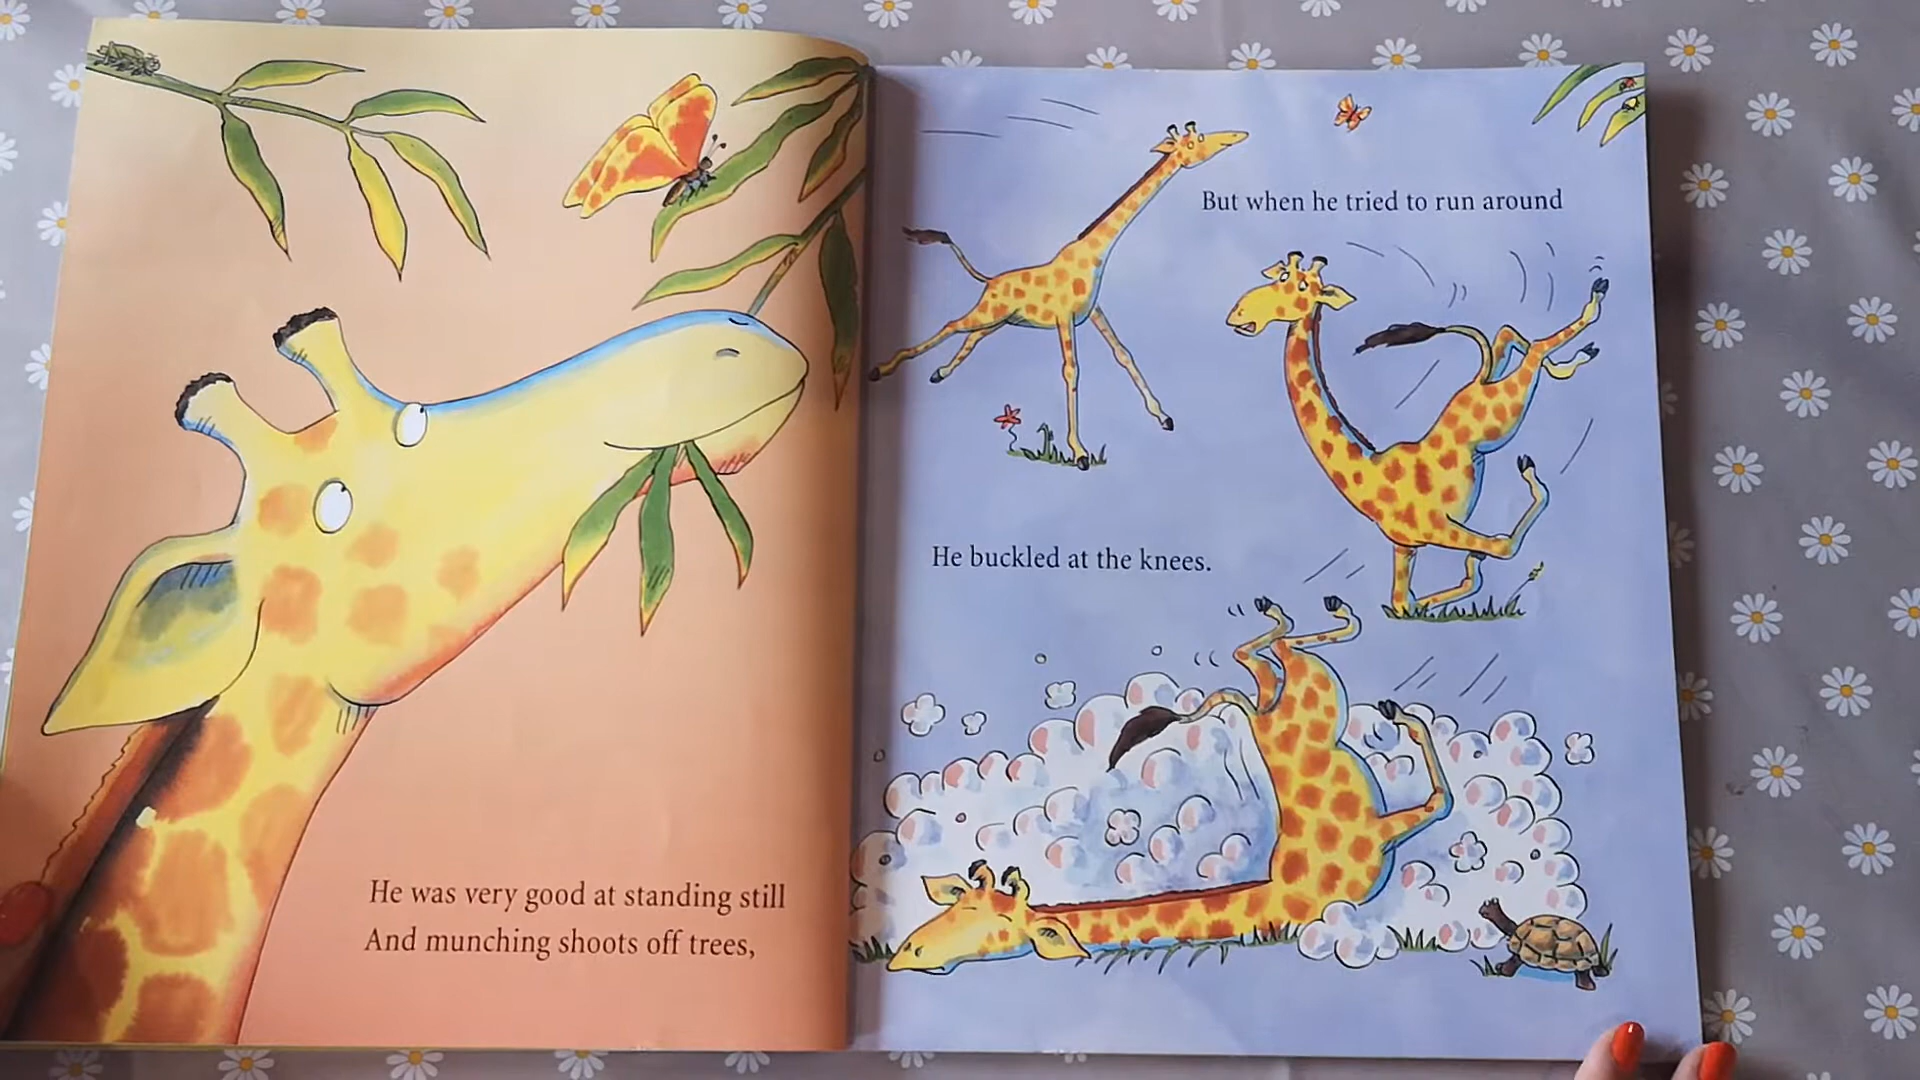 He was very good at standing still
And munching shoots off trees,
But when he tried to run around
He buckled at the knees.